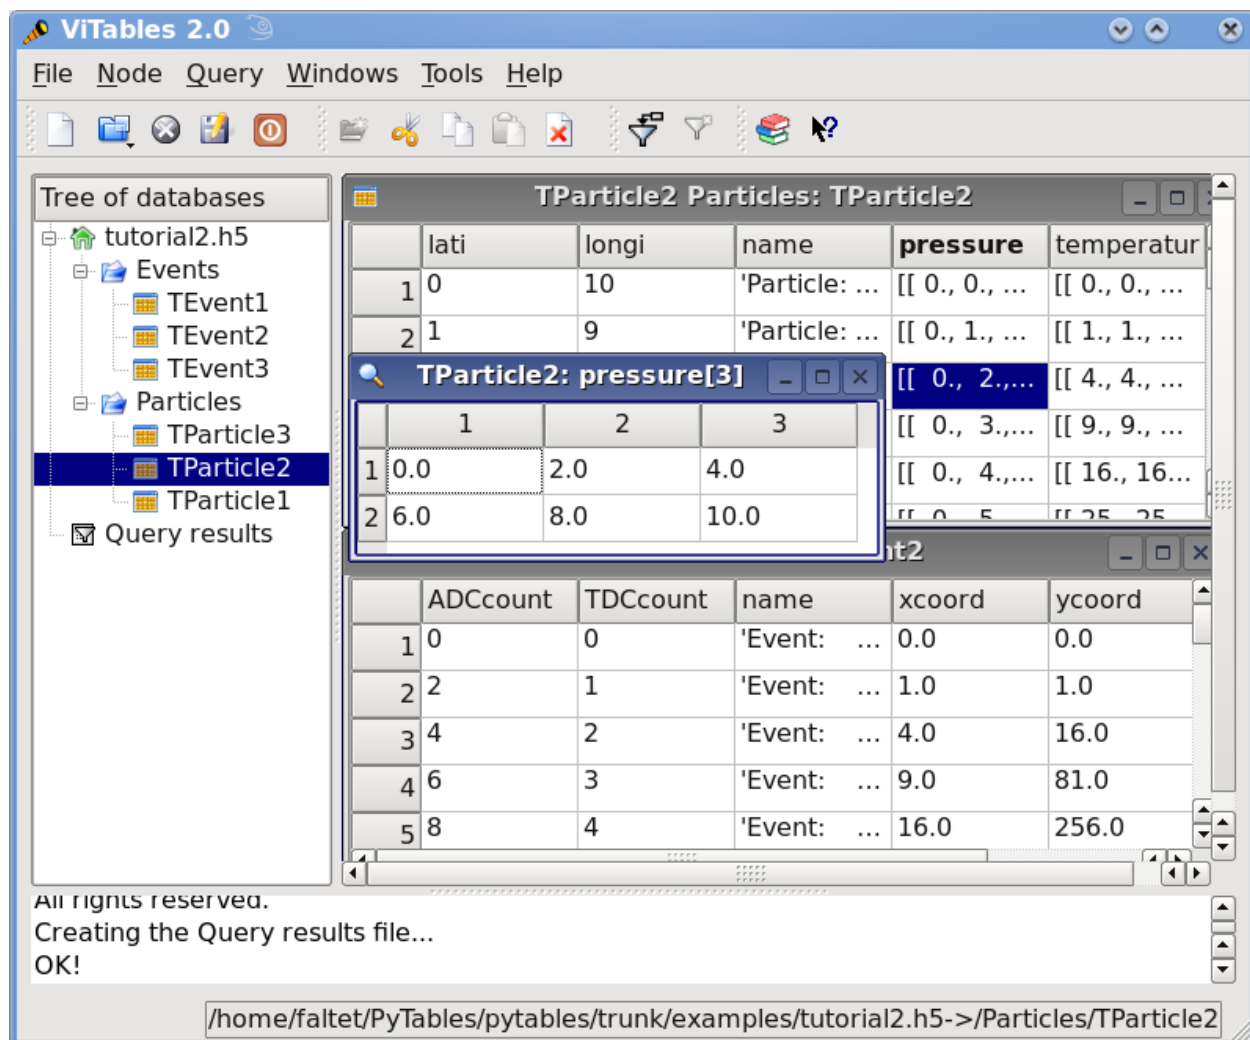 ViTables 2.0
File Node Query Windows Tools Help
Tree of databases
tutorial2.h5
Events
TEvent1
TEvent2
TEvent3
Particles
TParticle3
TParticle2
TParticle1
Query results
TParticle2 Particles: TParticle2
lati longi name pressure temperatur
1 0 10 'Particle: ... [[ 0., 0., ... [[ 0., 0., ...
2 1 9 'Particle: ... [[ 0., 1., ... [[ 1., 1., ...
[[ 0., 2.,... [[ 4., 4., ...
[[ 0., 3.,... [[ 9., 9., ...
[[ 0., 4.,... [[ 16., 16...
[[ 0 5 [[ 25 25
TParticle2: pressure[3]
1 2 3
1 0.0 2.0 4.0
2 6.0 8.0 10.0
nt2
ADCcount TDCcount name xcoord ycoord
1 0 0 'Event: ... 0.0 0.0
2 2 1 'Event: ... 1.0 1.0
3 4 2 'Event: ... 4.0 16.0
4 6 3 'Event: ... 9.0 81.0
5 8 4 'Event: ... 16.0 256.0
All rights reserved.
Creating the Query results file...
OK!
/home/faltet/PyTables/pytables/trunk/examples/tutorial2.h5->/Particles/TParticle2